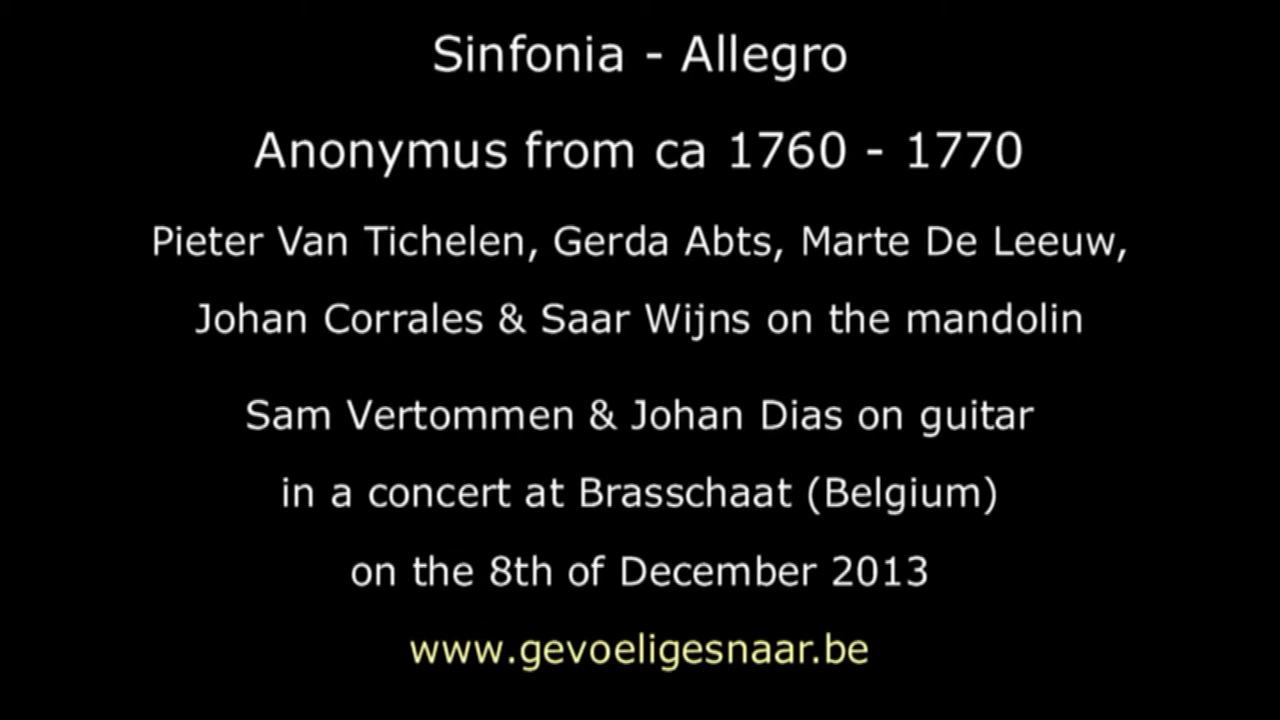 Sinfonia - Allegro
Anonymus from ca 1760 - 1770
Pieter Van Tichelen, Gerda Abts, Marte De Leeuw,
Johan Corrales & Saar Wijns on the mandolin
Sam Vertommen & Johan Dias on guitar
in a concert at Brasschaat (Belgium)
on the 8th of December 2013
www.gevoeligesnaar.be